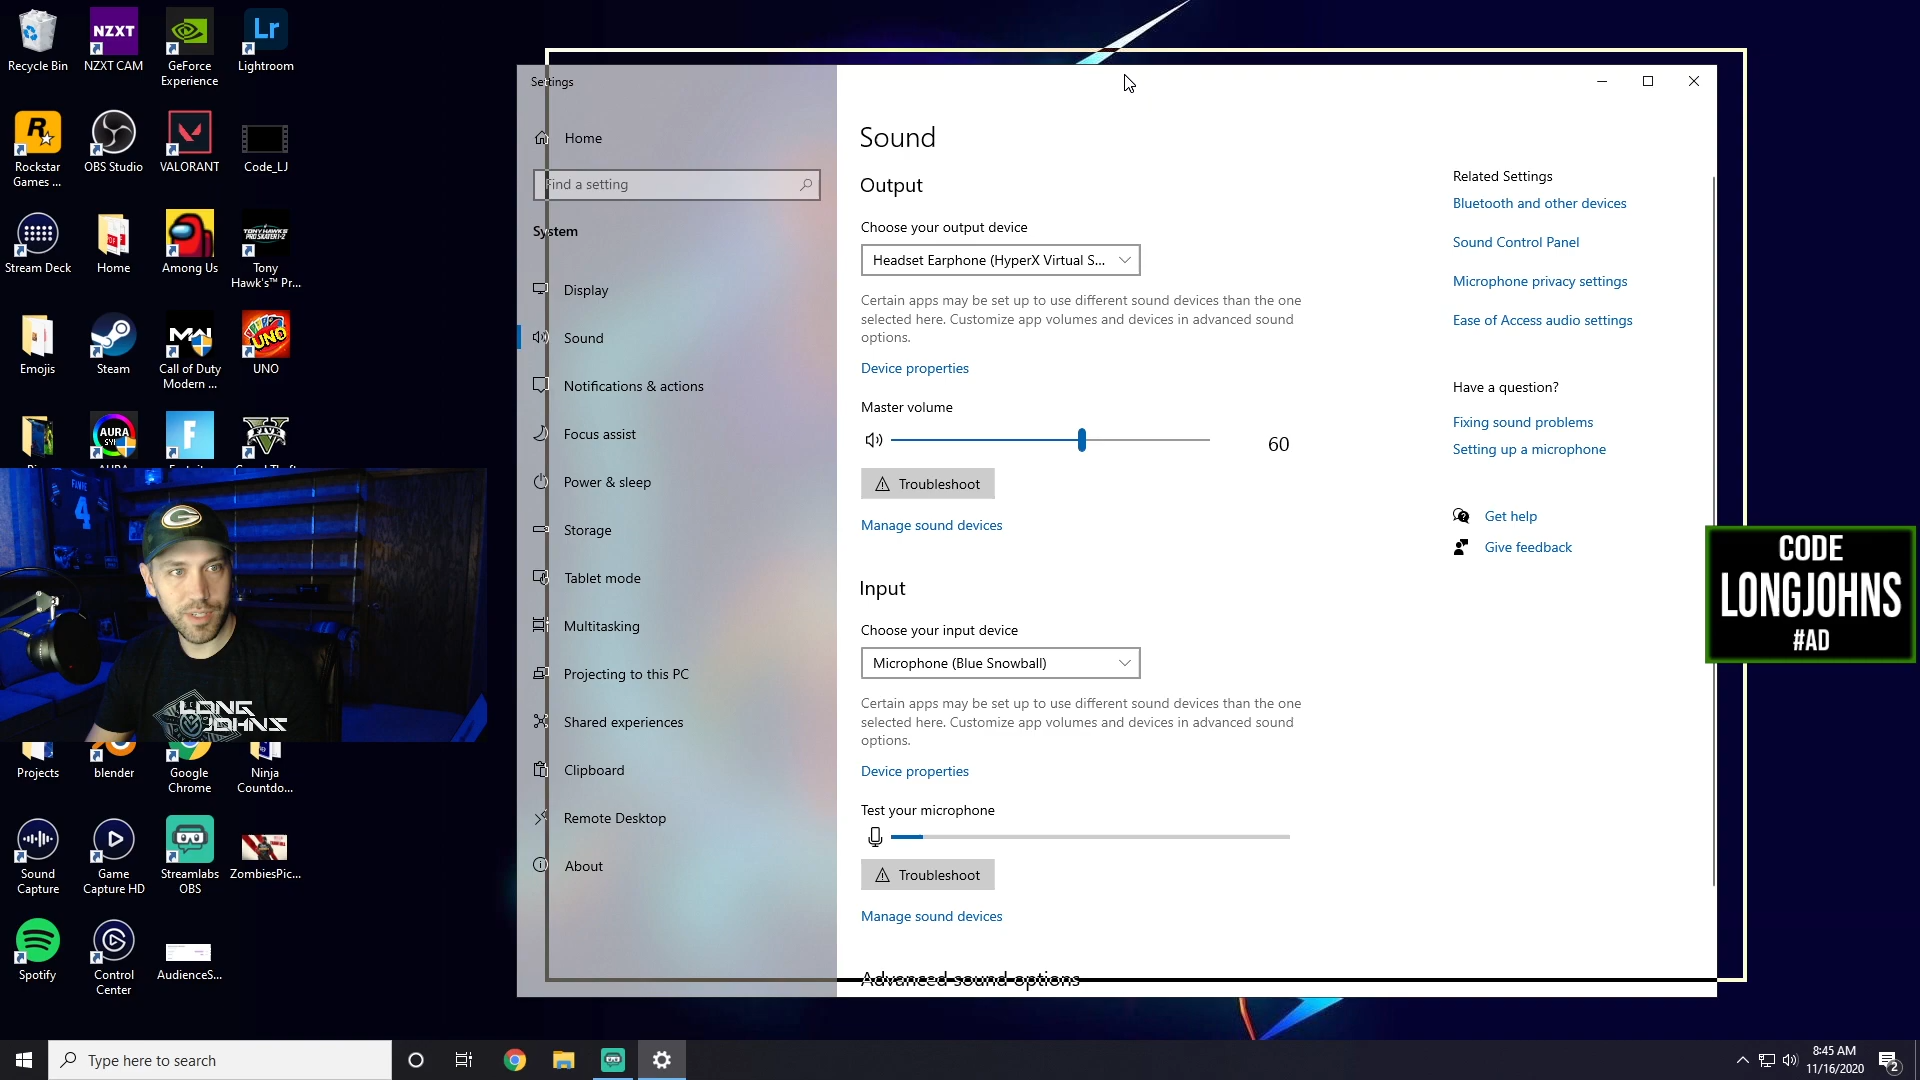 Recycle Bin
NZXT
NZXT CAM
GeForce
Experience
Lr
Lightroom
Rockstar
Games ...
OBS Studio
VALORANT
Code_LJ
Stream Deck
Home
Among Us
Tony
Hawk's™ Pr...
Emojis
Steam
Call of Duty
Modern ...
UNO
AURA
FAVRE
4
LONG
JOHNS
Projects
blender
Google
Chrome
Ninja
Countdo...
Sound
Capture
Game
Capture HD
Streamlabs
OBS
ZombiesPic...
Spotify
Control
Center
AudienceS...
Settings
Home
Find a setting
System
Display
Sound
Notifications & actions
Focus assist
Power & sleep
Storage
Tablet mode
Multitasking
Projecting to this PC
Shared experiences
Clipboard
Remote Desktop
About
Sound
Output
Choose your output device
Headset Earphone (HyperX Virtual S...
Certain apps may be set up to use different sound devices than the one
selected here. Customize app volumes and devices in advanced sound
options.
Device properties
Master volume
60
Troubleshoot
Manage sound devices
Input
Choose your input device
Microphone (Blue Snowball)
Certain apps may be set up to use different sound devices than the one
selected here. Customize app volumes and devices in advanced sound
options.
Device properties
Test your microphone
Troubleshoot
Manage sound devices
Advanced sound options
Related Settings
Bluetooth and other devices
Sound Control Panel
Microphone privacy settings
Ease of Access audio settings
Have a question?
Fixing sound problems
Setting up a microphone
Get help
Give feedback
CODE
LONGJOHNS
#AD
Type here to search
8:45 AM
11/16/2020
2